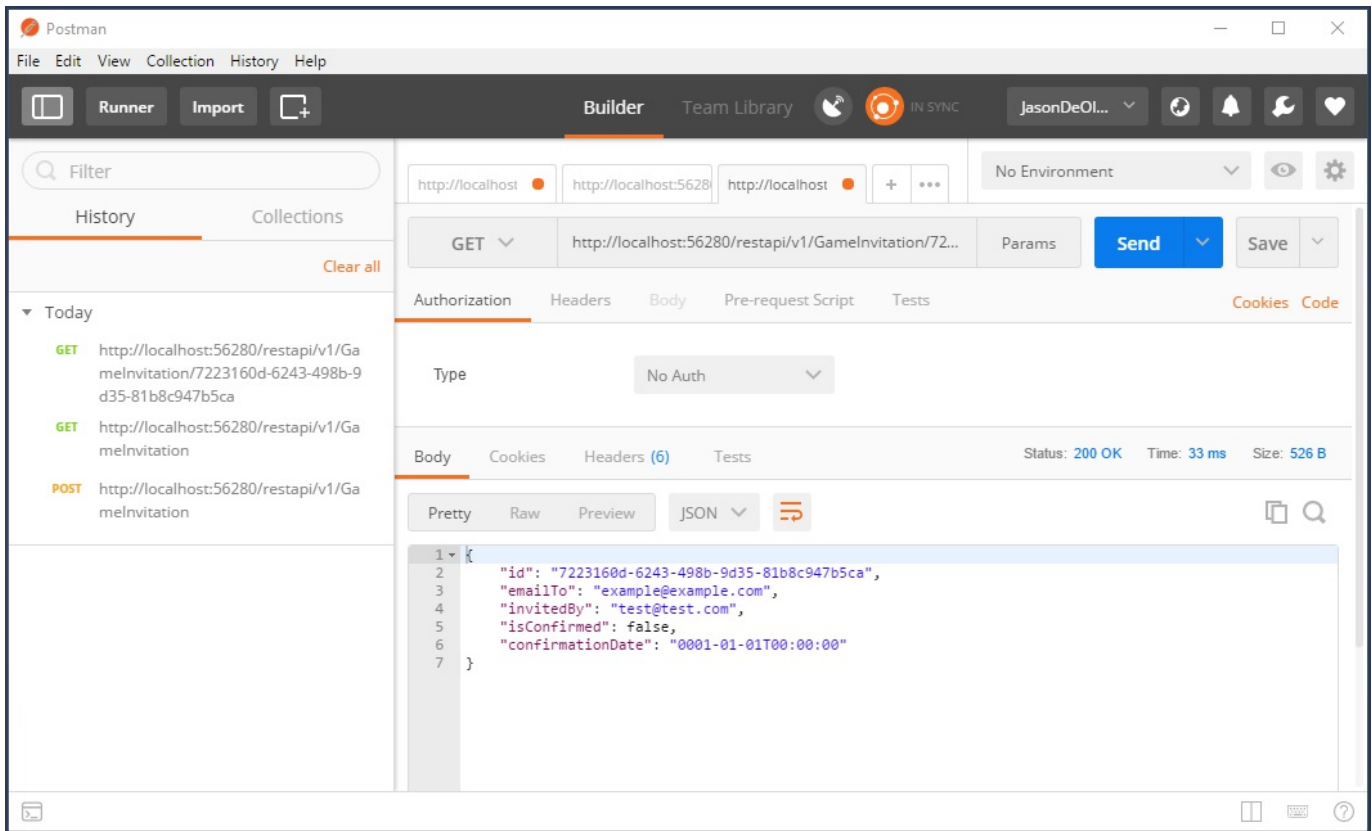 Postman
File Edit View Collection History Help
Runner Import Builder Team Library IN SYNC JasonDeOl...
Filter
History Collections
Clear all
Today
GET http://localhost:56280/restapi/v1/Ga
meInvitation/7223160d-6243-498b-9
d35-81b8c947b5ca
GET http://localhost:56280/restapi/v1/Ga
meInvitation
POST http://localhost:56280/restapi/v1/Ga
meInvitation
http://localhost http://localhost:5628 http://localhost + ••• No Environment
GET http://localhost:56280/restapi/v1/GameInvitation/72... Params Send Save
Authorization Headers Body Pre-request Script Tests Cookies Code
Type No Auth
Body Cookies Headers (6) Tests Status: 200 OK Time: 33 ms Size: 526 B
Pretty Raw Preview JSON
1 {
2 "id": "7223160d-6243-498b-9d35-81b8c947b5ca",
3 "emailTo": "example@example.com",
4 "invitedBy": "test@test.com",
5 "isConfirmed": false,
6 "confirmationDate": "0001-01-01T00:00:00"
7 }